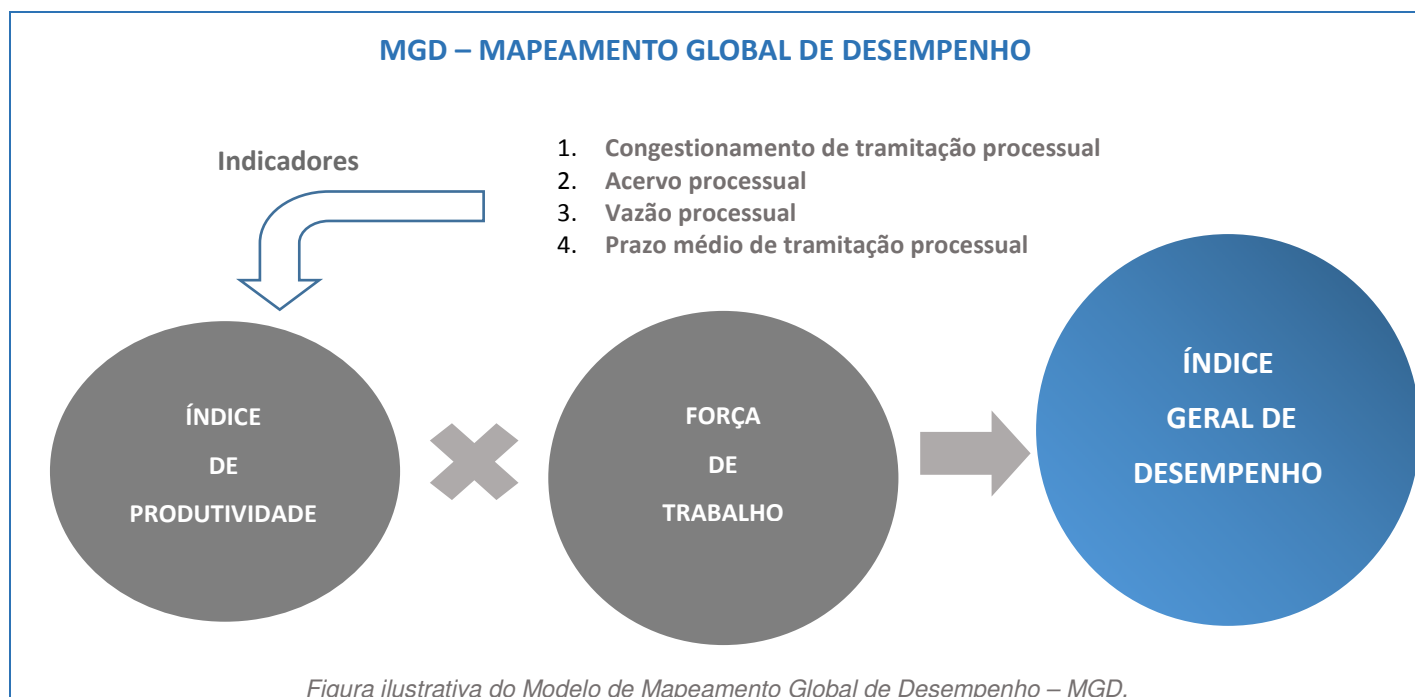 MGD – MAPEAMENTO GLOBAL DE DESEMPENHO
Indicadores
1. Congestionamento de tramitação processual
2. Acervo processual
3. Vazão processual
4. Prazo médio de tramitação processual
ÍNDICE
DE
PRODUTIVIDADE
FORÇA
DE
TRABALHO
ÍNDICE
GERAL DE
DESEMPENHO
Figura ilustrativa do Modelo de Mapeamento Global de Desempenho – MGD.